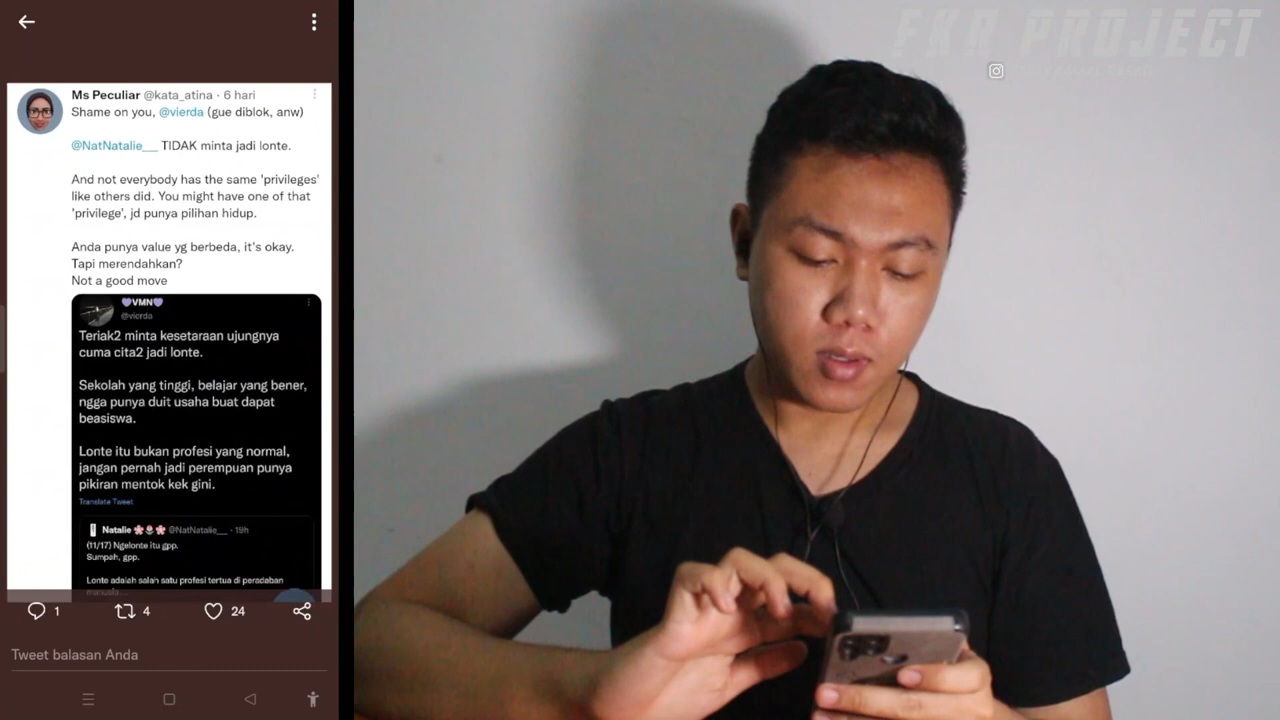 FKR PROJECT
Ms Peculiar @kata_atina · 6 hari
Shame on you, @vierda (gue diblok, anw)
@NatNatalie__ TIDAK minta jadi lonte.
And not everybody has the same 'privileges'
like others did. You might have one of that
'privilege', jd punya pilihan hidup.
Anda punya value yg berbeda, it's okay.
Tapi merendahkan?
Not a good move
💜VMN💜
@vierda
Teriak2 minta kesetaraan ujungnya
cuma cita2 jadi lonte.
Sekolah yang tinggi, belajar yang bener,
ngga punya duit usaha buat dapat
beasiswa.
Lonte itu bukan profesi yang normal,
jangan pernah jadi perempuan punya
pikiran mentok kek gini.
Translate Tweet
Natalie 🌸🌷🌸 @NatNatalie__ · 19h
(11/17) Ngelonte itu gpp.
Sumpah, gpp.
Lonte adalah salah satu profesi tertua di peradaban
manusia...
1 4 24
Tweet balasan Anda